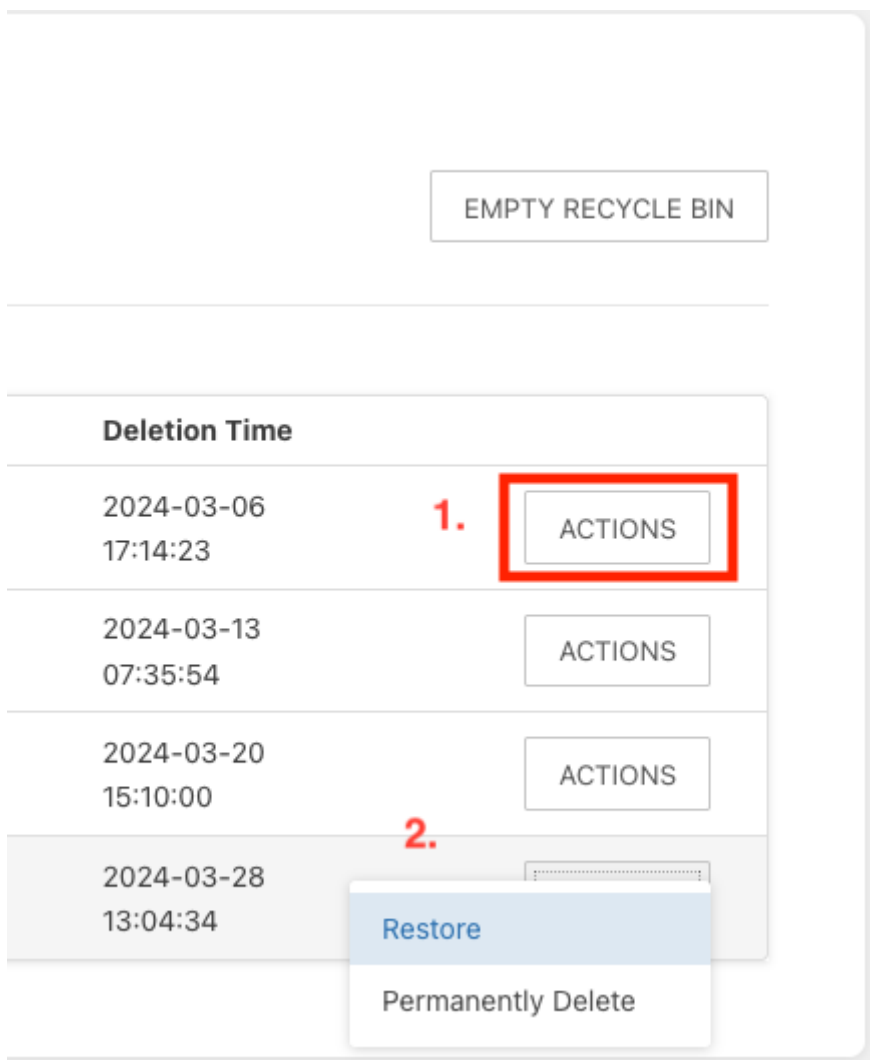 EMPTY RECYCLE BIN
Deletion Time
2024-03-06
17:14:23
1.
ACTIONS
2024-03-13
07:35:54
ACTIONS
2024-03-20
15:10:00
ACTIONS
2.
2024-03-28
13:04:34
Restore
Permanently Delete